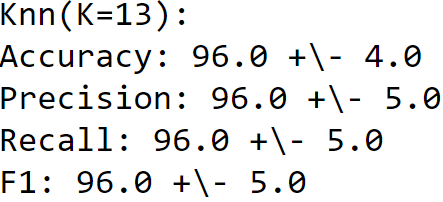 Knn(K=13):
Accuracy: 96.0 +\- 4.0
Precision: 96.0 +\- 5.0
Recall: 96.0 +\- 5.0
F1: 96.0 +\- 5.0